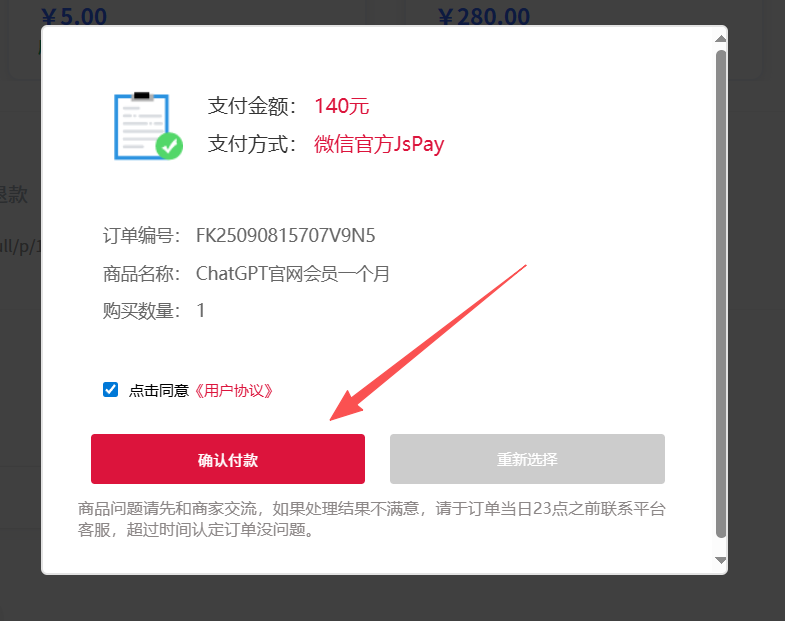 ￥5.00
￥280.00
支付金额： 140元
支付方式： 微信官方JsPay
退款
订单编号： FK25090815707V9N5
ull/p/1
商品名称： ChatGPT官网会员一个月
购买数量： 1
点击同意《用户协议》
确认付款
重新选择
商品问题请先和商家交流，如果处理结果不满意，请于订单当日23点之前联系平台
客服，超过时间认定订单没问题。